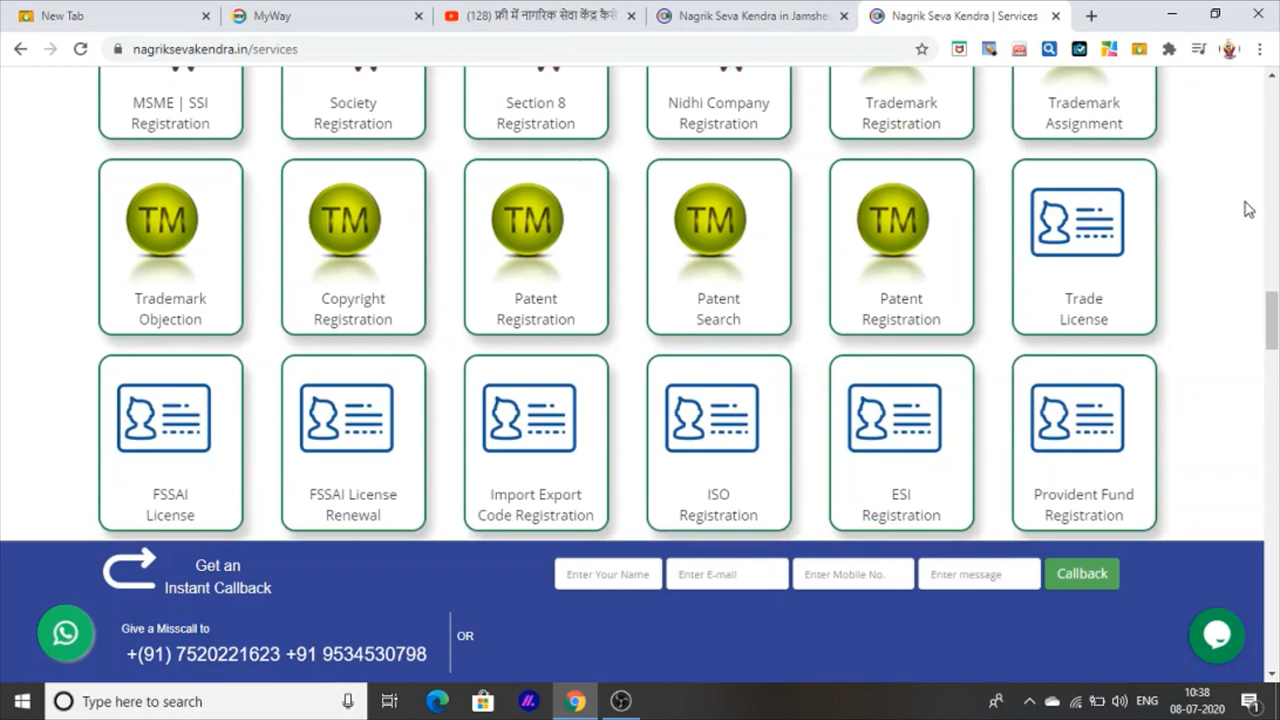 New Tab
MyWay
(128) फ्री में नागरिक सेवा केंद्र कैसे
Nagrik Seva Kendra in Jamshe
Nagrik Seva Kendra | Services
nagriksevakendra.in/services
MSME | SSI
Registration
Society
Registration
Section 8
Registration
Nidhi Company
Registration
Trademark
Registration
Trademark
Assignment
TM
Trademark
Objection
TM
Copyright
Registration
TM
Patent
Registration
TM
Patent
Search
TM
Patent
Registration
Trade
License
FSSAI
License
FSSAI License
Renewal
Import Export
Code Registration
ISO
Registration
ESI
Registration
Provident Fund
Registration
Get an
Instant Callback
Enter Your Name
Enter E-mail
Enter Mobile No.
Enter message
Callback
Give a Misscall to
+(91) 7520221623 +91 9534530798
OR
Type here to search
ENG
10:38
08-07-2020